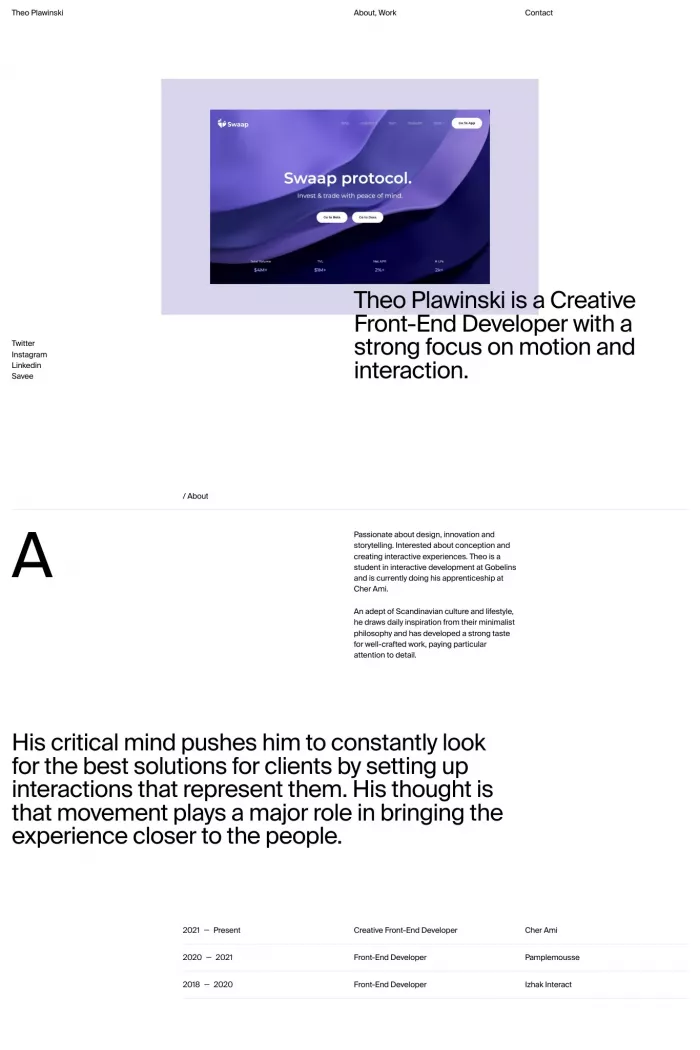 Theo Plawinski
About, Work
Contact
Swaap
Go to App
Swaap protocol.
Invest & trade with peace of mind.
Theo Plawinski is a Creative
Front-End Developer with a
strong focus on motion and
interaction.
Twitter
Instagram
Linkedin
Savee
/ About
A
Passionate about design, innovation and
storytelling. Interested about conception and
creating interactive experiences. Theo is a
student in interactive development at Gobelins
and is currently doing his apprenticeship at
Cher Ami.
An adept of Scandinavian culture and lifestyle,
he draws daily inspiration from their minimalist
philosophy and has developed a strong taste
for well-crafted work, paying particular
attention to detail.
His critical mind pushes him to constantly look
for the best solutions for clients by setting up
interactions that represent them. His thought is
that movement plays a major role in bringing the
experience closer to the people.
2021 — Present
Creative Front-End Developer
Cher Ami
2020 — 2021
Front-End Developer
Pamplemousse
2018 — 2020
Front-End Developer
Izhak Interact